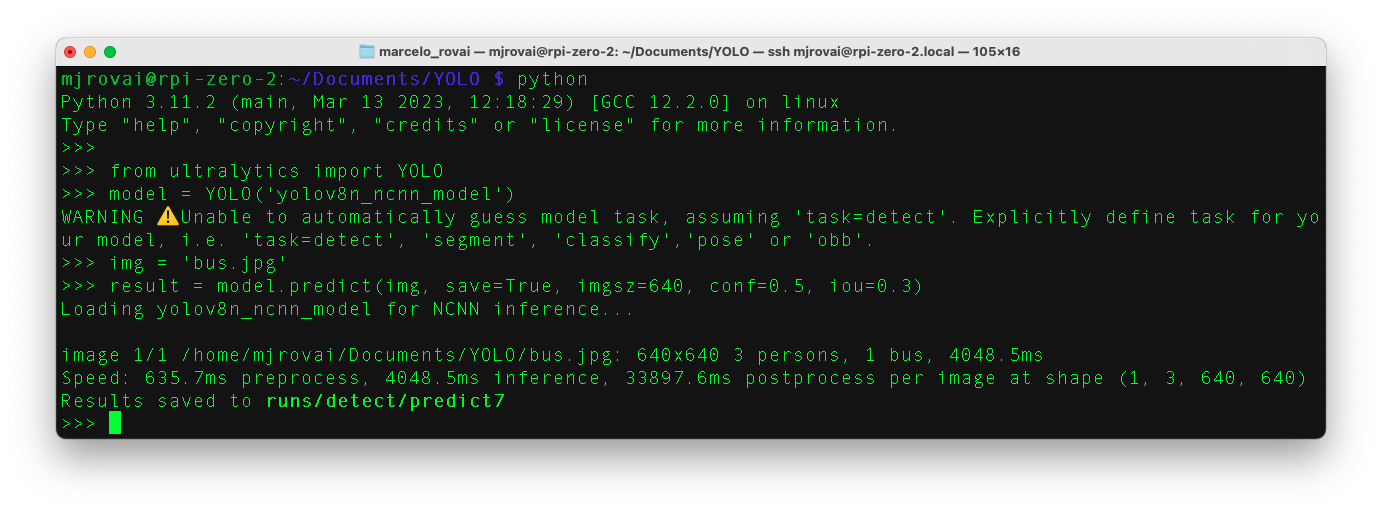 marcelo_rovai — mjrovai@rpi-zero-2: ~/Documents/YOLO — ssh mjrovai@rpi-zero-2.local — 105×16
mjrovai@rpi-zero-2:~/Documents/YOLO $ python
Python 3.11.2 (main, Mar 13 2023, 12:18:29) [GCC 12.2.0] on linux
Type "help", "copyright", "credits" or "license" for more information.
>>>
>>> from ultralytics import YOLO
>>> model = YOLO('yolov8n_ncnn_model')
WARNING ⚠️Unable to automatically guess model task, assuming 'task=detect'. Explicitly define task for yo
ur model, i.e. 'task=detect', 'segment', 'classify','pose' or 'obb'.
>>> img = 'bus.jpg'
>>> result = model.predict(img, save=True, imgsz=640, conf=0.5, iou=0.3)
Loading yolov8n_ncnn_model for NCNN inference...
image 1/1 /home/mjrovai/Documents/YOLO/bus.jpg: 640x640 3 persons, 1 bus, 4048.5ms
Speed: 635.7ms preprocess, 4048.5ms inference, 33897.6ms postprocess per image at shape (1, 3, 640, 640)
Results saved to runs/detect/predict7
>>>